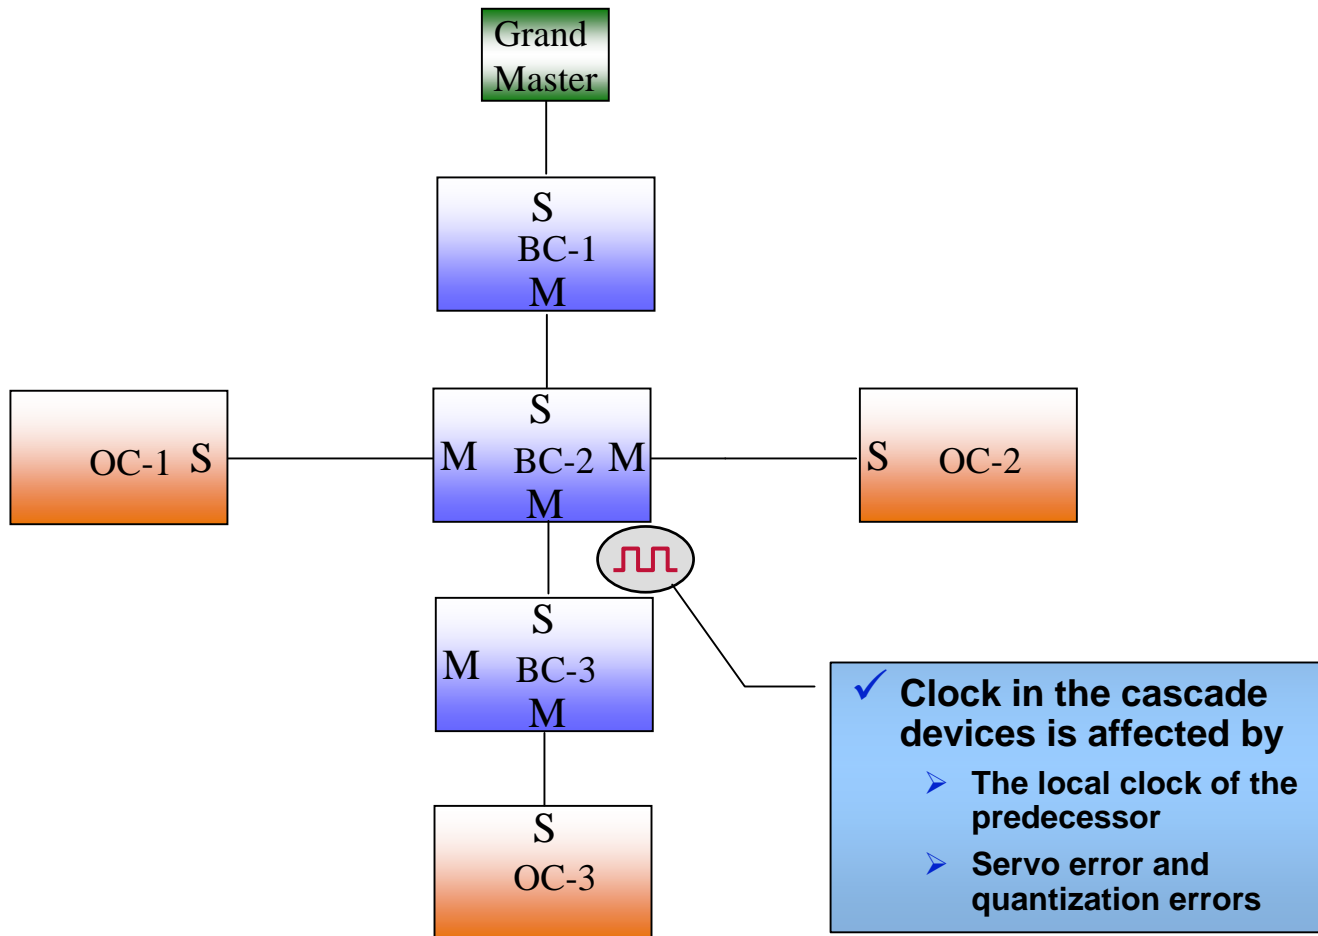 Grand
Master
S
BC-1
M
OC-1 S
S
M BC-2 M
M
S OC-2
S
M BC-3
M
S
OC-3
✓ Clock in the cascade
devices is affected by
➢ The local clock of the
predecessor
➢ Servo error and
quantization errors